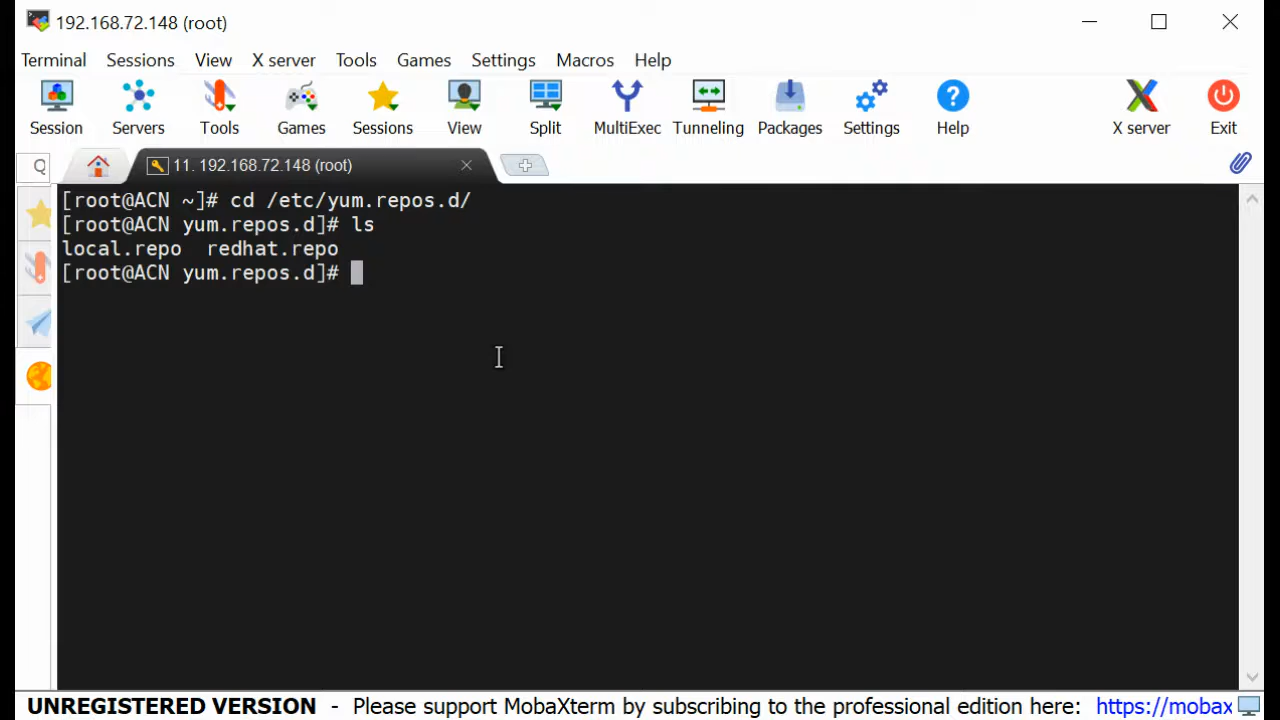 192.168.72.148 (root)
Terminal Sessions View X server Tools Games Settings Macros Help
Session Servers Tools Games Sessions View Split MultiExec Tunneling Packages Settings Help X server Exit
Q 11. 192.168.72.148 (root)
[root@ACN ~]# cd /etc/yum.repos.d/
[root@ACN yum.repos.d]# ls
local.repo  redhat.repo
[root@ACN yum.repos.d]#
UNREGISTERED VERSION - Please support MobaXterm by subscribing to the professional edition here: https://mobax